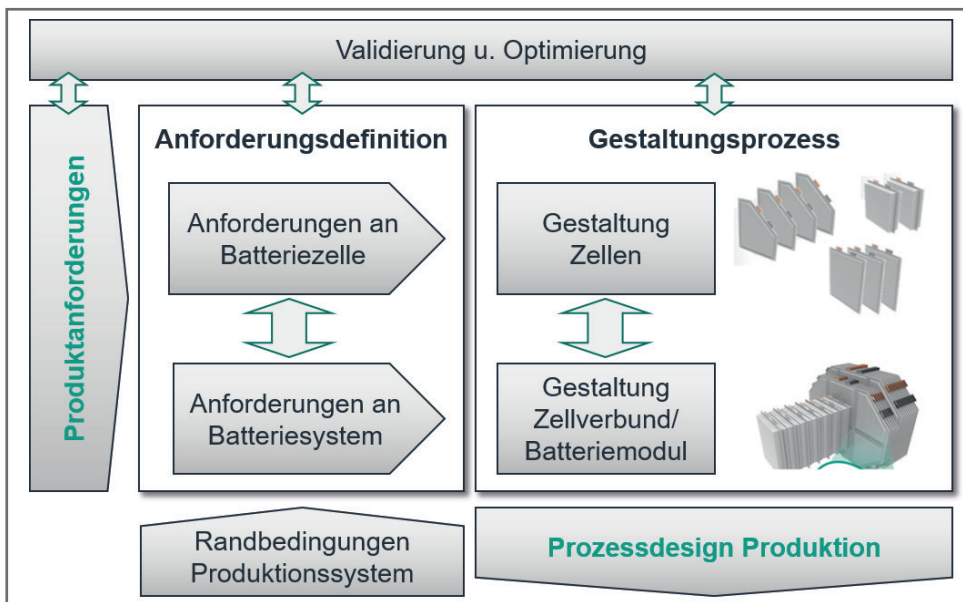 Validierung u. Optimierung
Produktanforderungen
Anforderungsdefinition
Anforderungen an
Batteriezelle
Anforderungen an
Batteriesystem
Gestaltungsprozess
Gestaltung
Zellen
Gestaltung
Zellverbund/
Batteriemodul
Randbedingungen
Produktionssystem
Prozessdesign Produktion